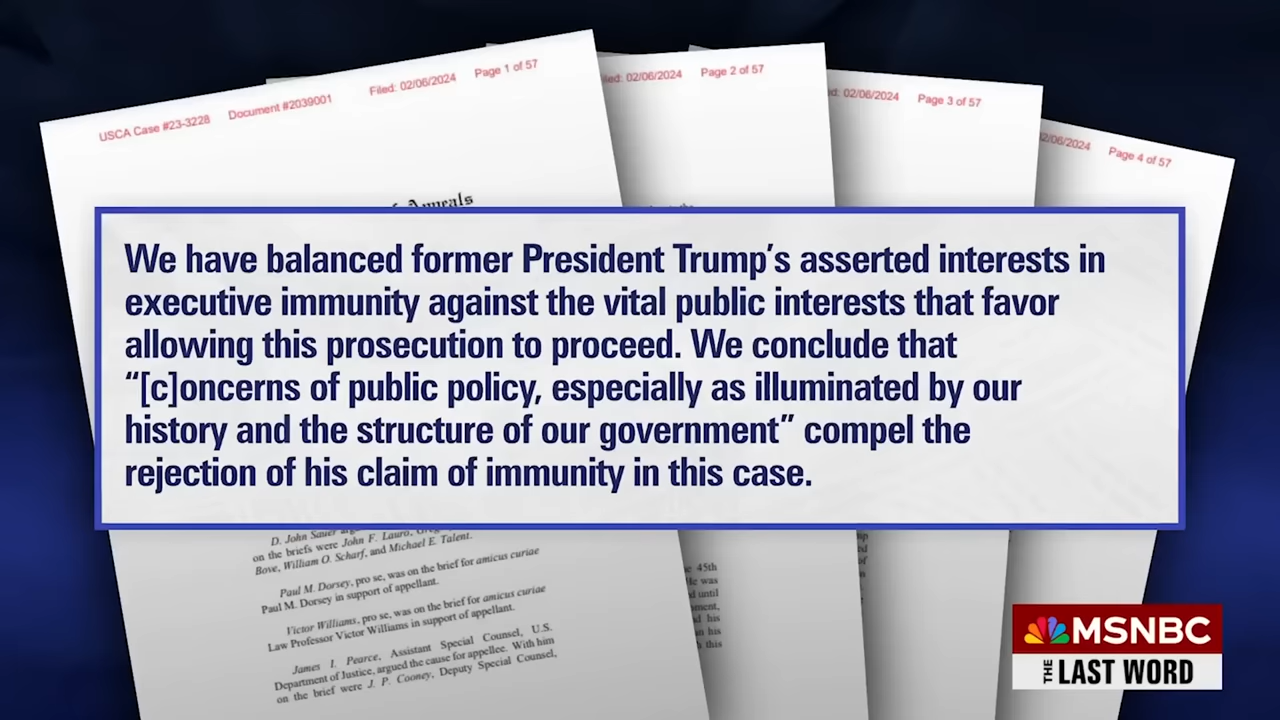 USCA Case #23-3228 Document #2039001 Filed: 02/06/2024 Page 1 of 57
02/06/2024 Page 2 of 57
02/06/2024 Page 3 of 57
Page 4 of 57
Appeals
We have balanced former President Trump’s asserted interests in
executive immunity against the vital public interests that favor
allowing this prosecution to proceed. We conclude that
“[c]oncerns of public policy, especially as illuminated by our
history and the structure of our government” compel the
rejection of his claim of immunity in this case.
D. John Sauer
on the briefs were John F. Lauro,
Bove, William O. Scharf, and Michael E. Talent.
Paul M. Dorsey, pro se, was on the brief for amicus curiae
Paul M. Dorsey in support of appellant.
Victor Williams, pro se, was on the brief for amicus curiae
Law Professor Victor Williams in support of appellant.
James I. Pearce, Assistant Special Counsel, U.S.
Department of Justice, argued the cause for appellee. With him
on the brief were J. P. Cooney, Deputy Special Counsel,
45th
was
until
his
his
this
MSNBC
THE LAST WORD